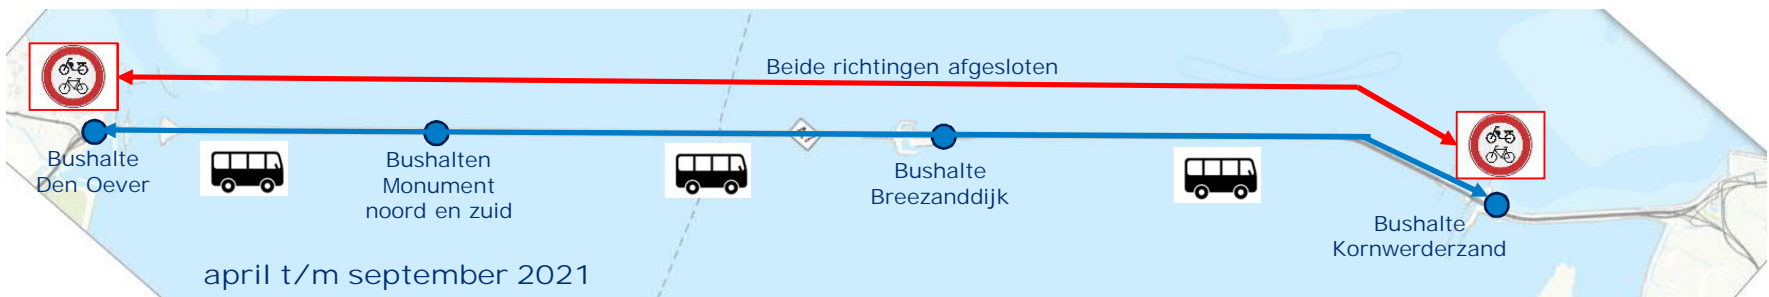 Beide richtingen afgesloten
Bushalte
Den Oever
Bushalten
Monument
noord en zuid
Bushalte
Breezanddijk
Bushalte
Kornwerderzand
april t/m september 2021